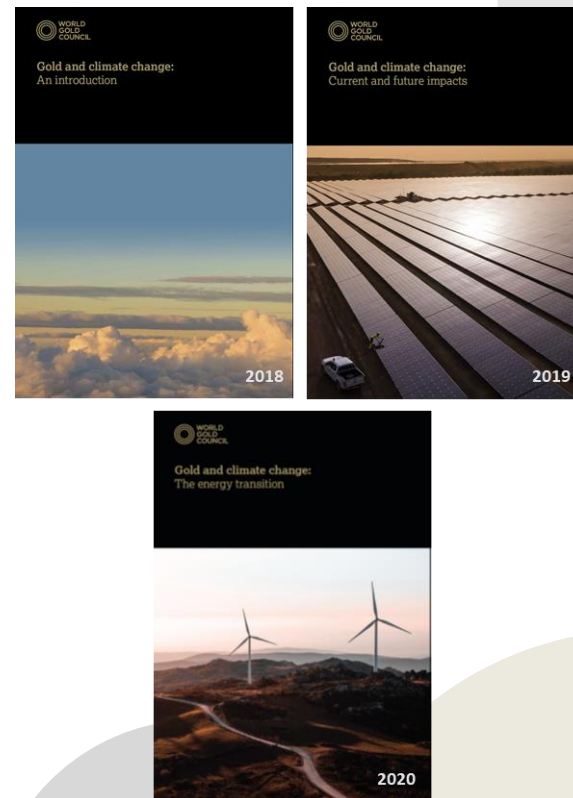 WORLD
GOLD
COUNCIL
Gold and climate change:
An introduction
2018
WORLD
GOLD
COUNCIL
Gold and climate change:
Current and future impacts
2019
WORLD
GOLD
COUNCIL
Gold and climate change:
The energy transition
2020